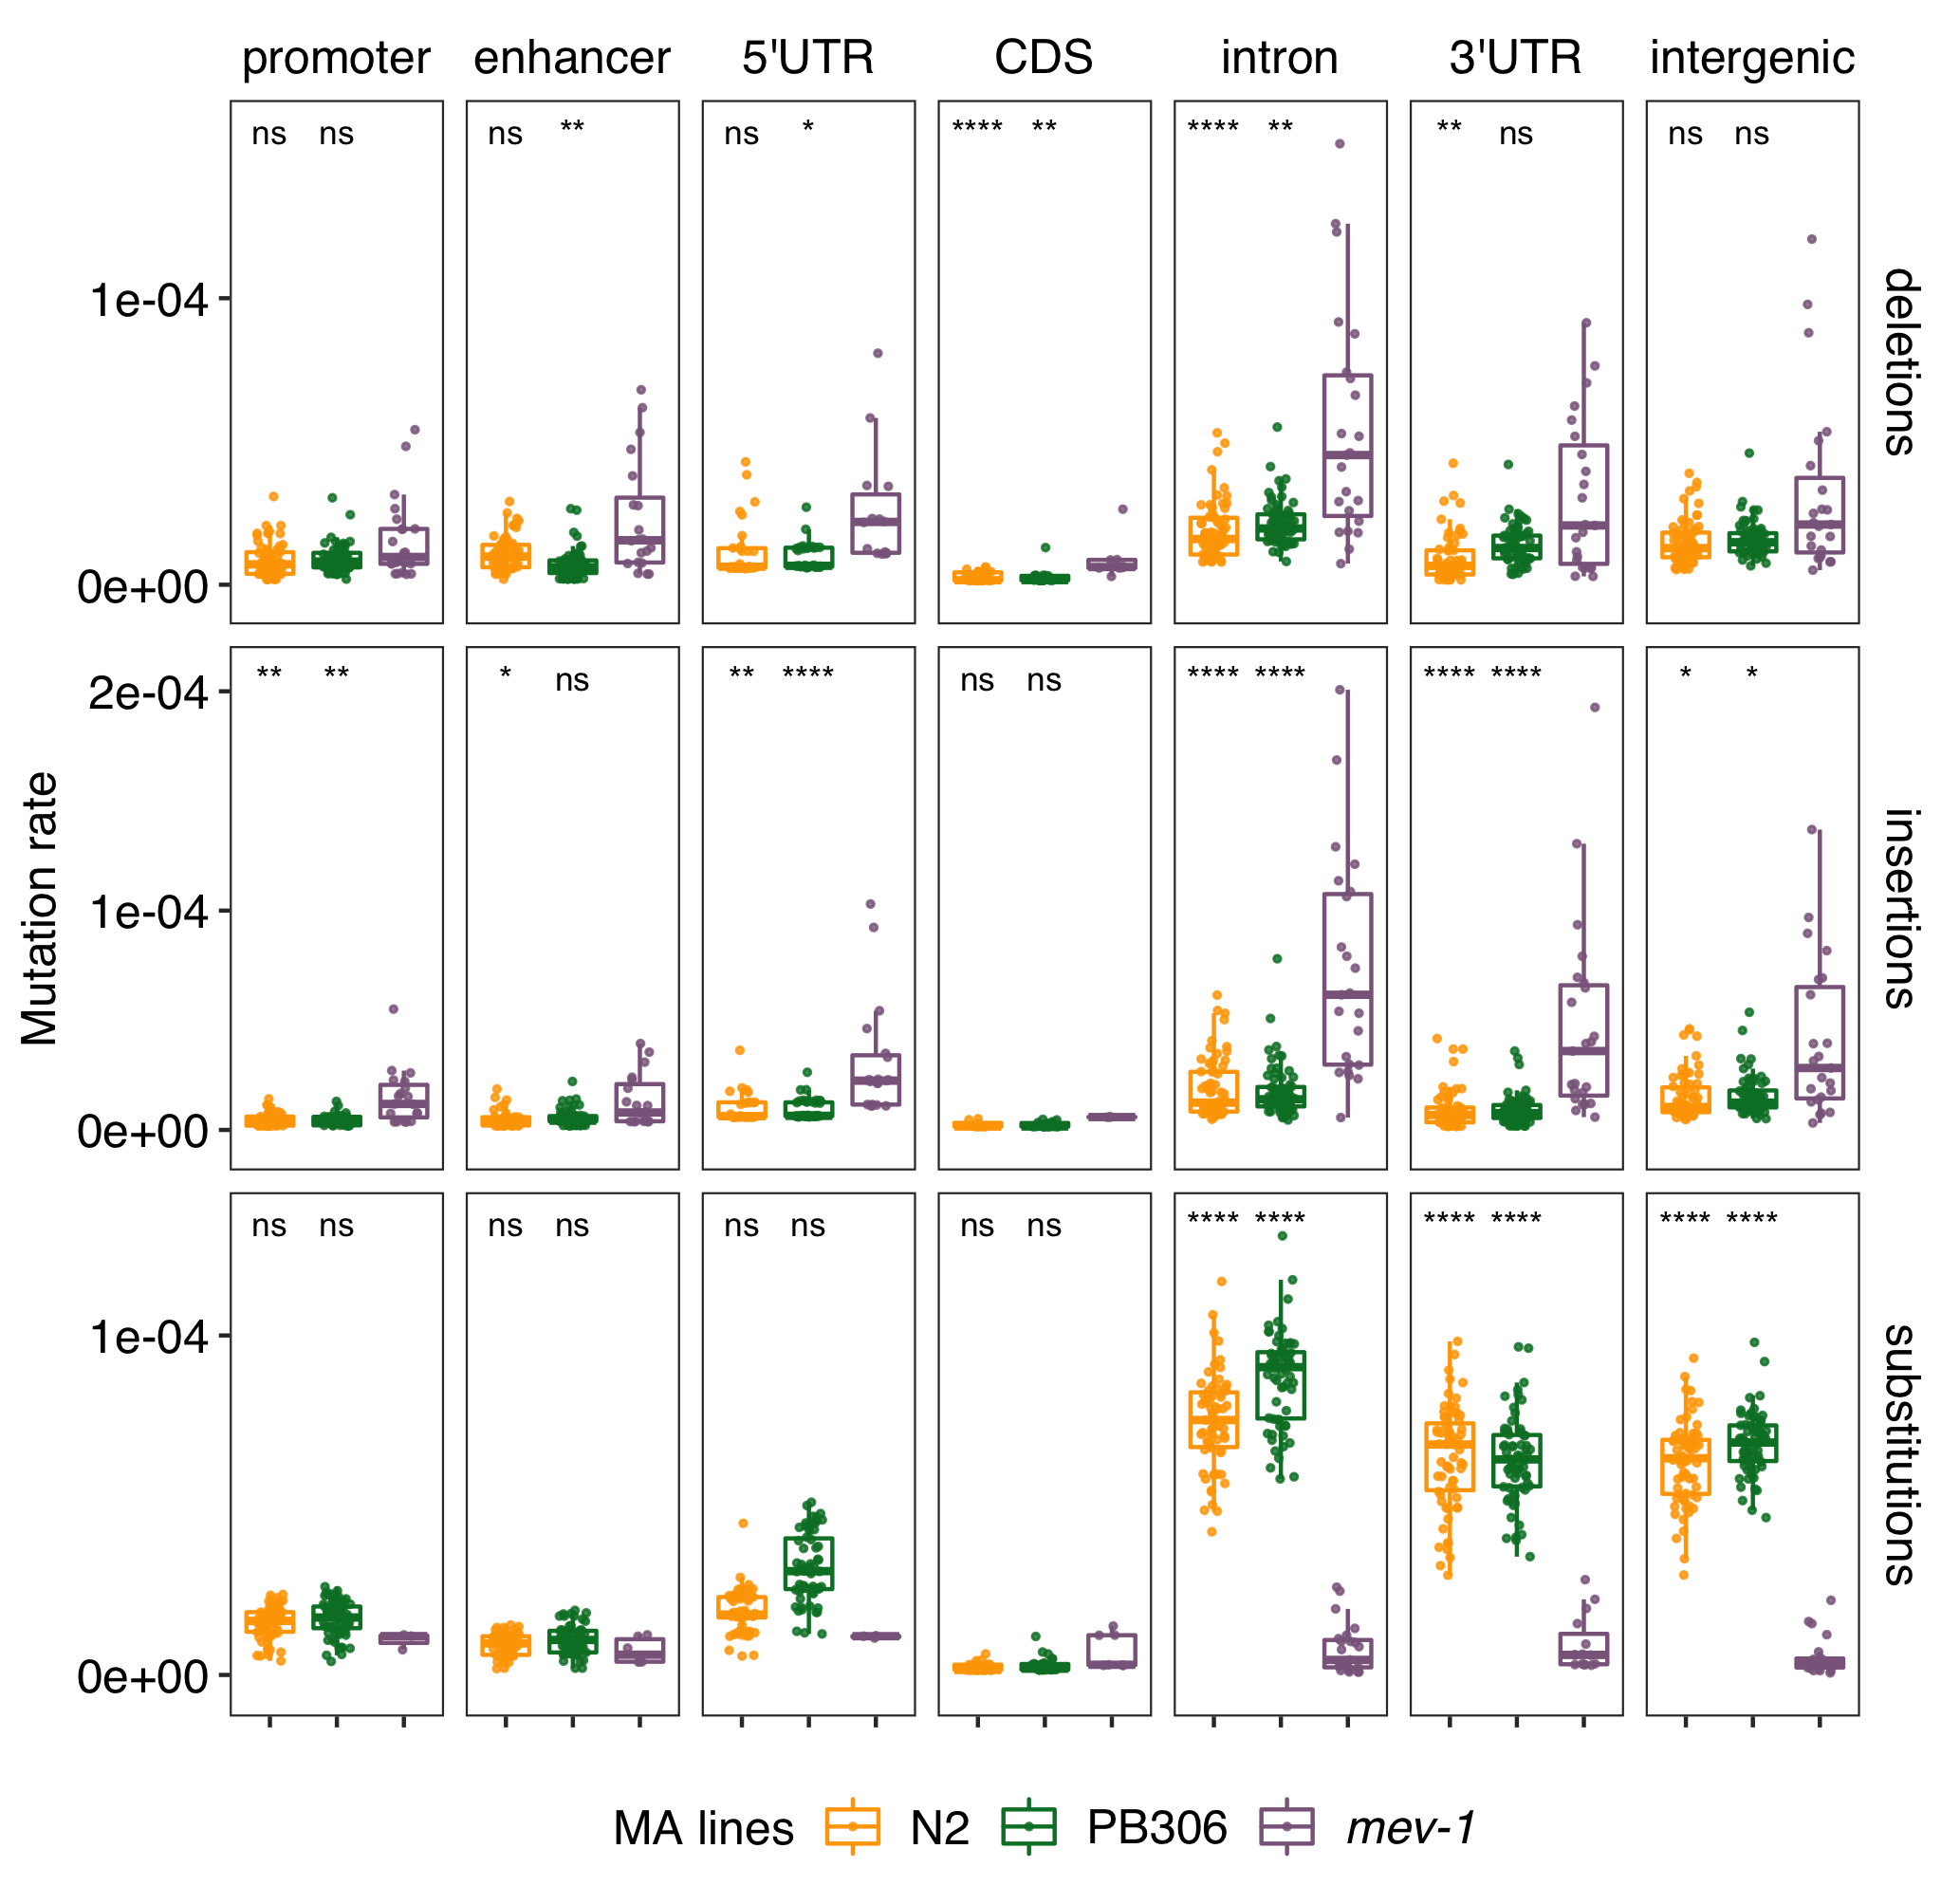 promoter enhancer 5'UTR CDS intron 3'UTR intergenic
ns ns ns ** ns * **** ** **** ** ** ns ns ns
1e-04
0e+00
deletions
** ** * ns ** **** ns ns **** **** **** **** * *
2e-04
1e-04
0e+00
insertions
Mutation rate
ns ns ns ns ns ns ns ns **** **** **** **** **** ****
1e-04
0e+00
substitutions
MA lines N2 PB306 mev-1